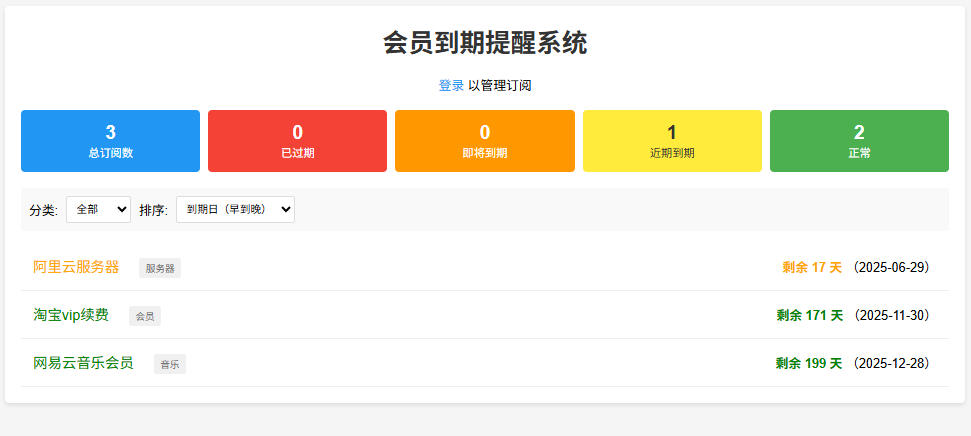 会员到期提醒系统
登录 以管理订阅
3 0 0 1 2
总订阅数 已过期 即将到期 近期到期 正常
分类: 全部 排序: 到期日（早到晚）
阿里云服务器 服务器 剩余 17 天 （2025-06-29）
淘宝vip续费 会员 剩余 171 天 （2025-11-30）
网易云音乐会员 音乐 剩余 199 天 （2025-12-28）